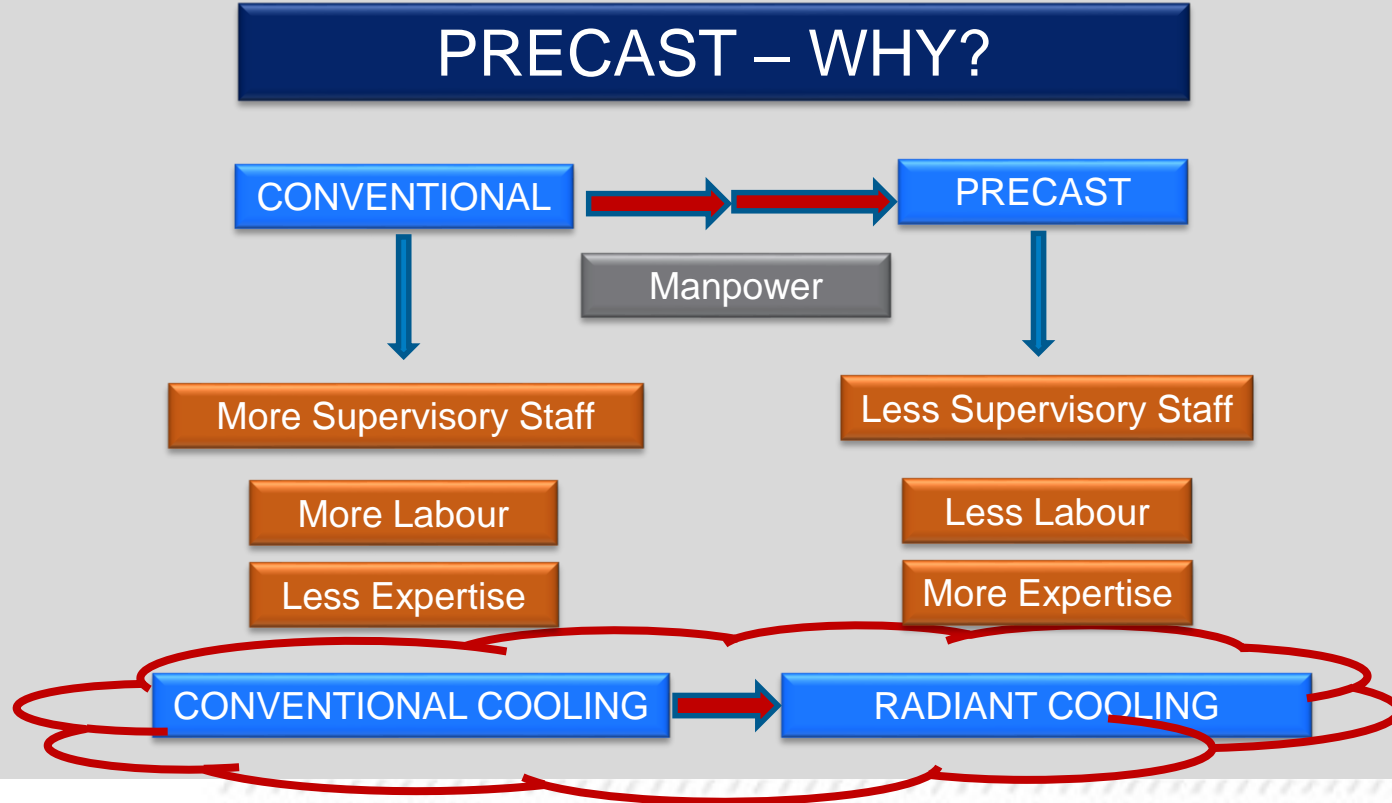 PRECAST – WHY?
CONVENTIONAL
PRECAST
Manpower
More Supervisory Staff
Less Supervisory Staff
More Labour
Less Labour
Less Expertise
More Expertise
CONVENTIONAL COOLING
RADIANT COOLING